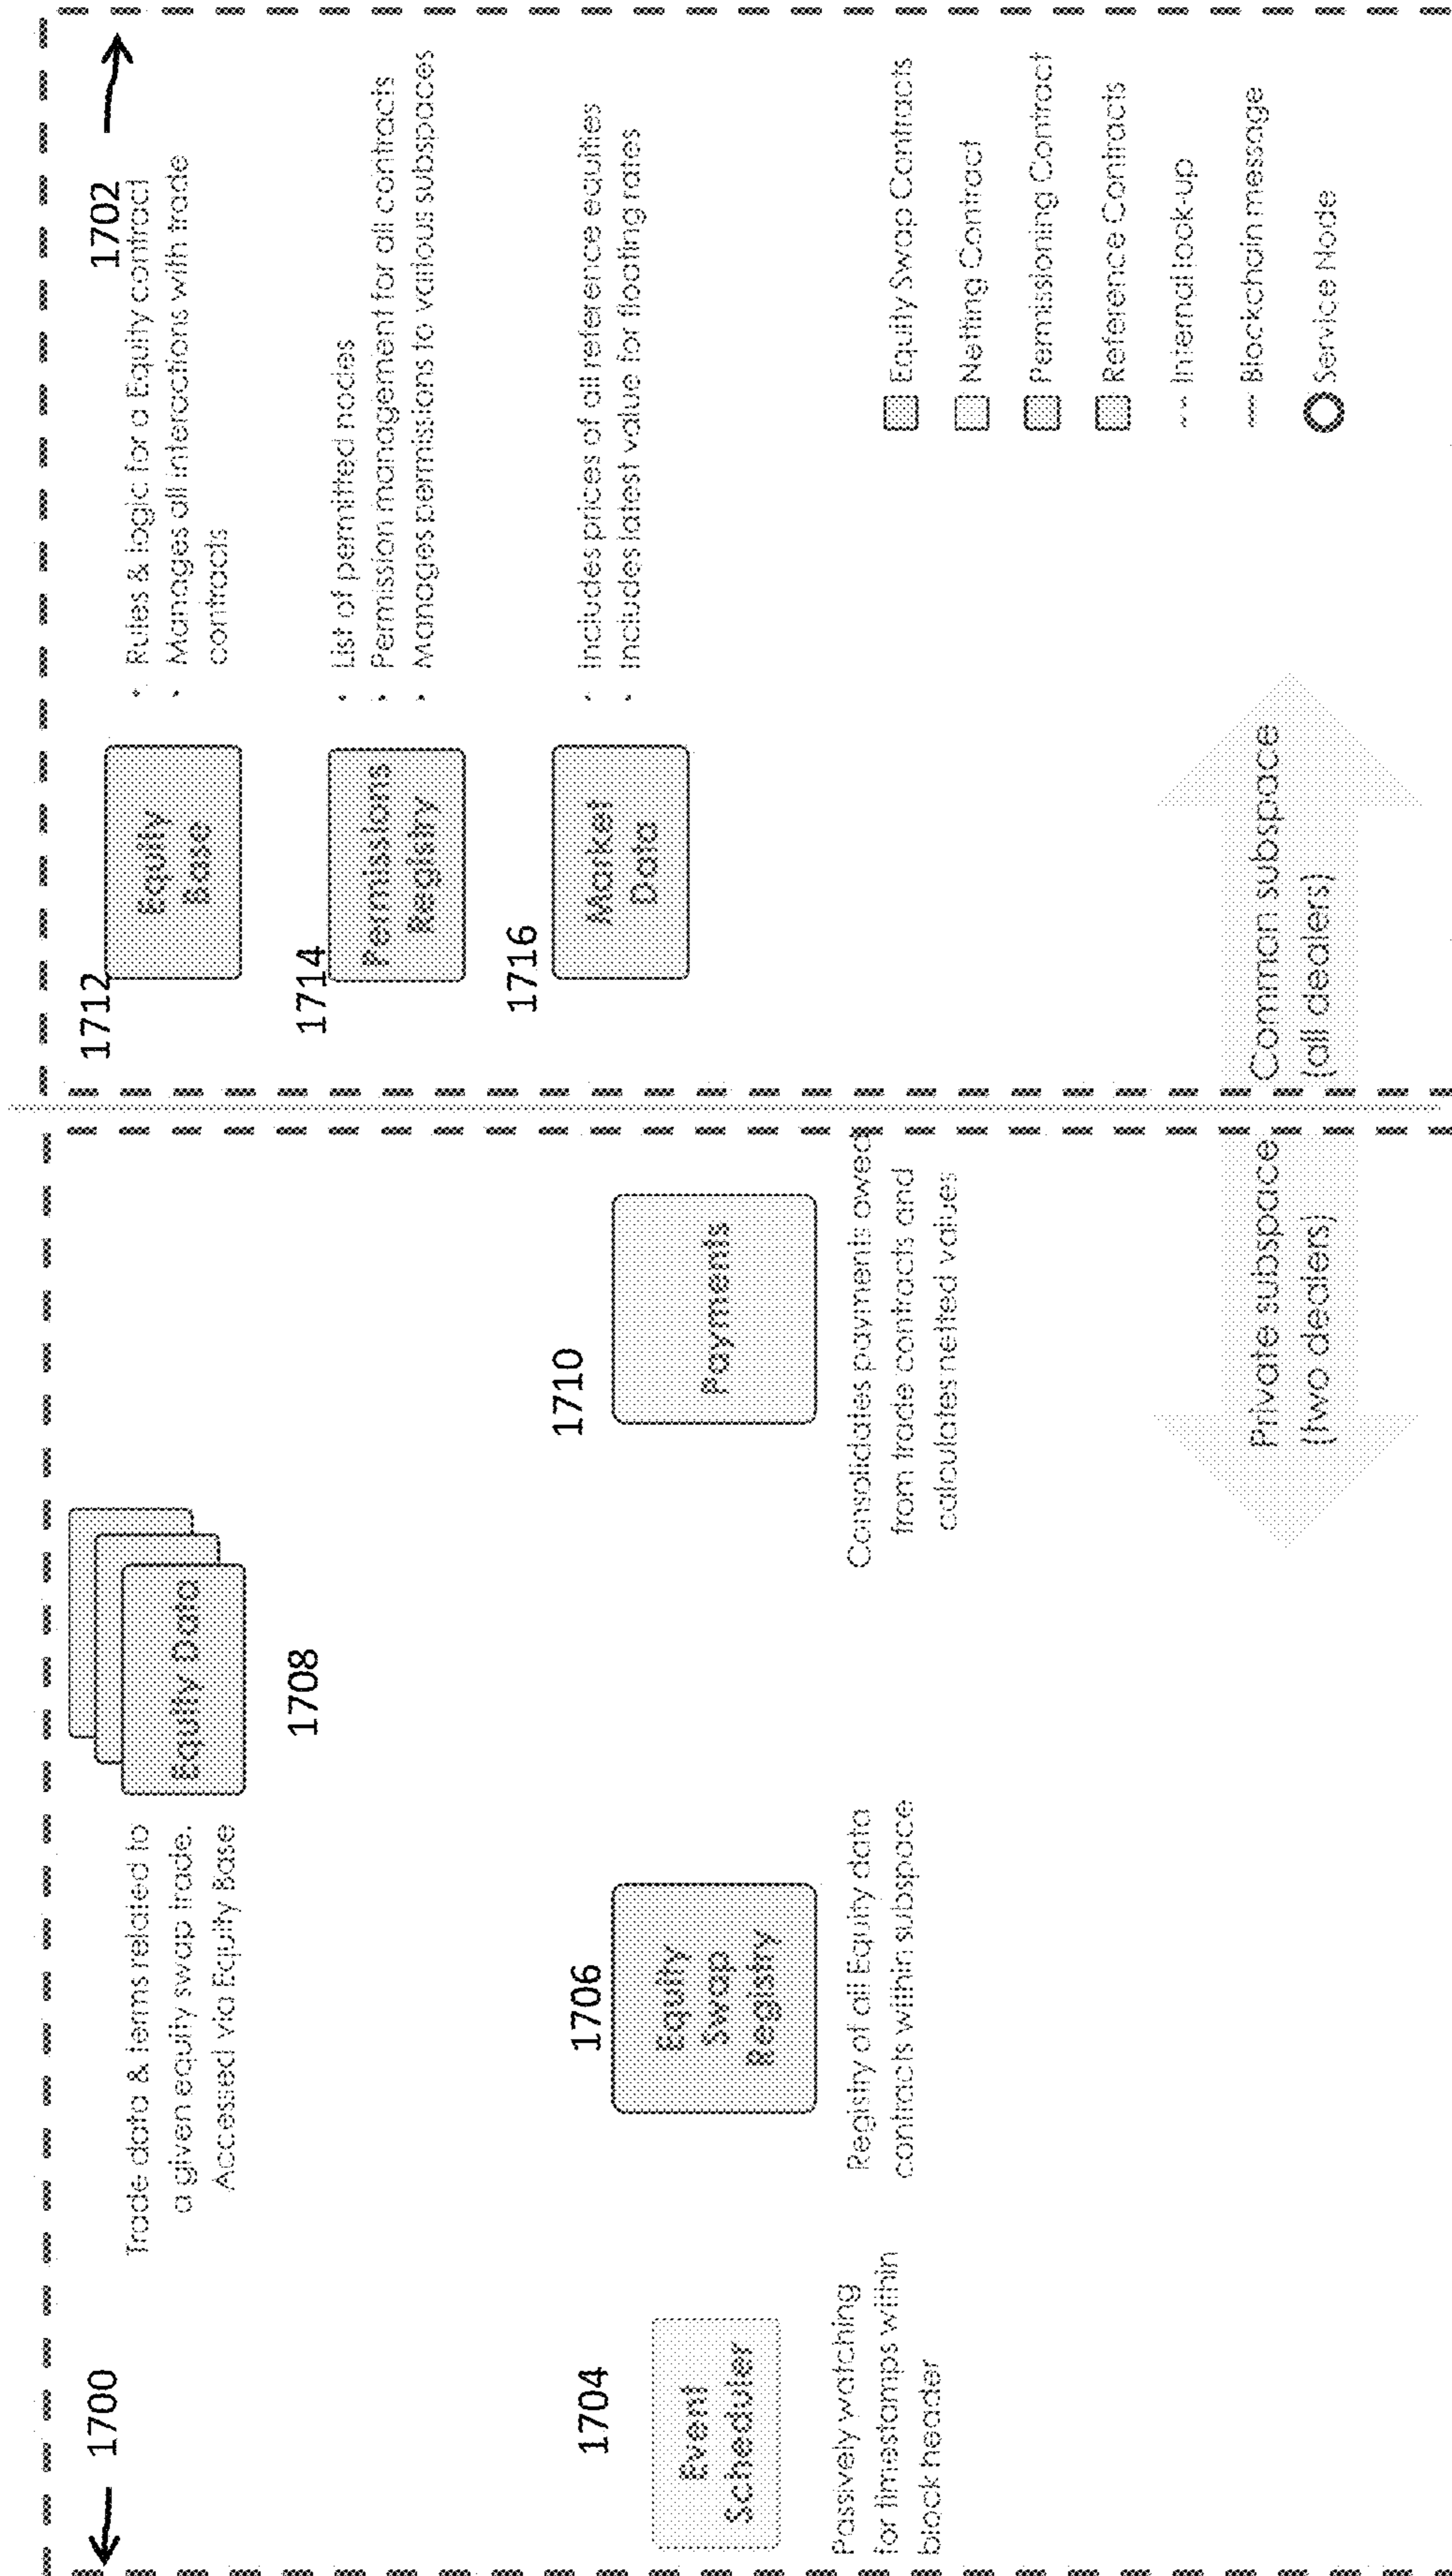 1700
Trade data & terms related to
a given equity swap trade.
Accessed via Equity Base
Equity Data
1708
1704
Event
Scheduler
Passively watching
for timestamps within
block header
1706
Equity
Swap
Registry
Registry of all Equity data
contracts within subspace
1710
Payments
Consolidates payments owed
from trade contracts and
calculates netted values
Private subspace
(two dealers)
1702
1712
Equity
Base
• Rules & logic for a Equity contract
• Manages all interactions with trade
contracts
1714
Permissions
Registry
• List of permitted nodes
• Permission management for all contracts
• Manages permissions to various subspaces
1716
Market
Data
• Includes prices of all reference equities
• Includes latest value for floating rates
Equity Swap Contracts
Netting Contract
Permissioning Contract
Reference Contracts
Internal look-up
Blockchain message
Service Node
Common subspace
(all dealers)